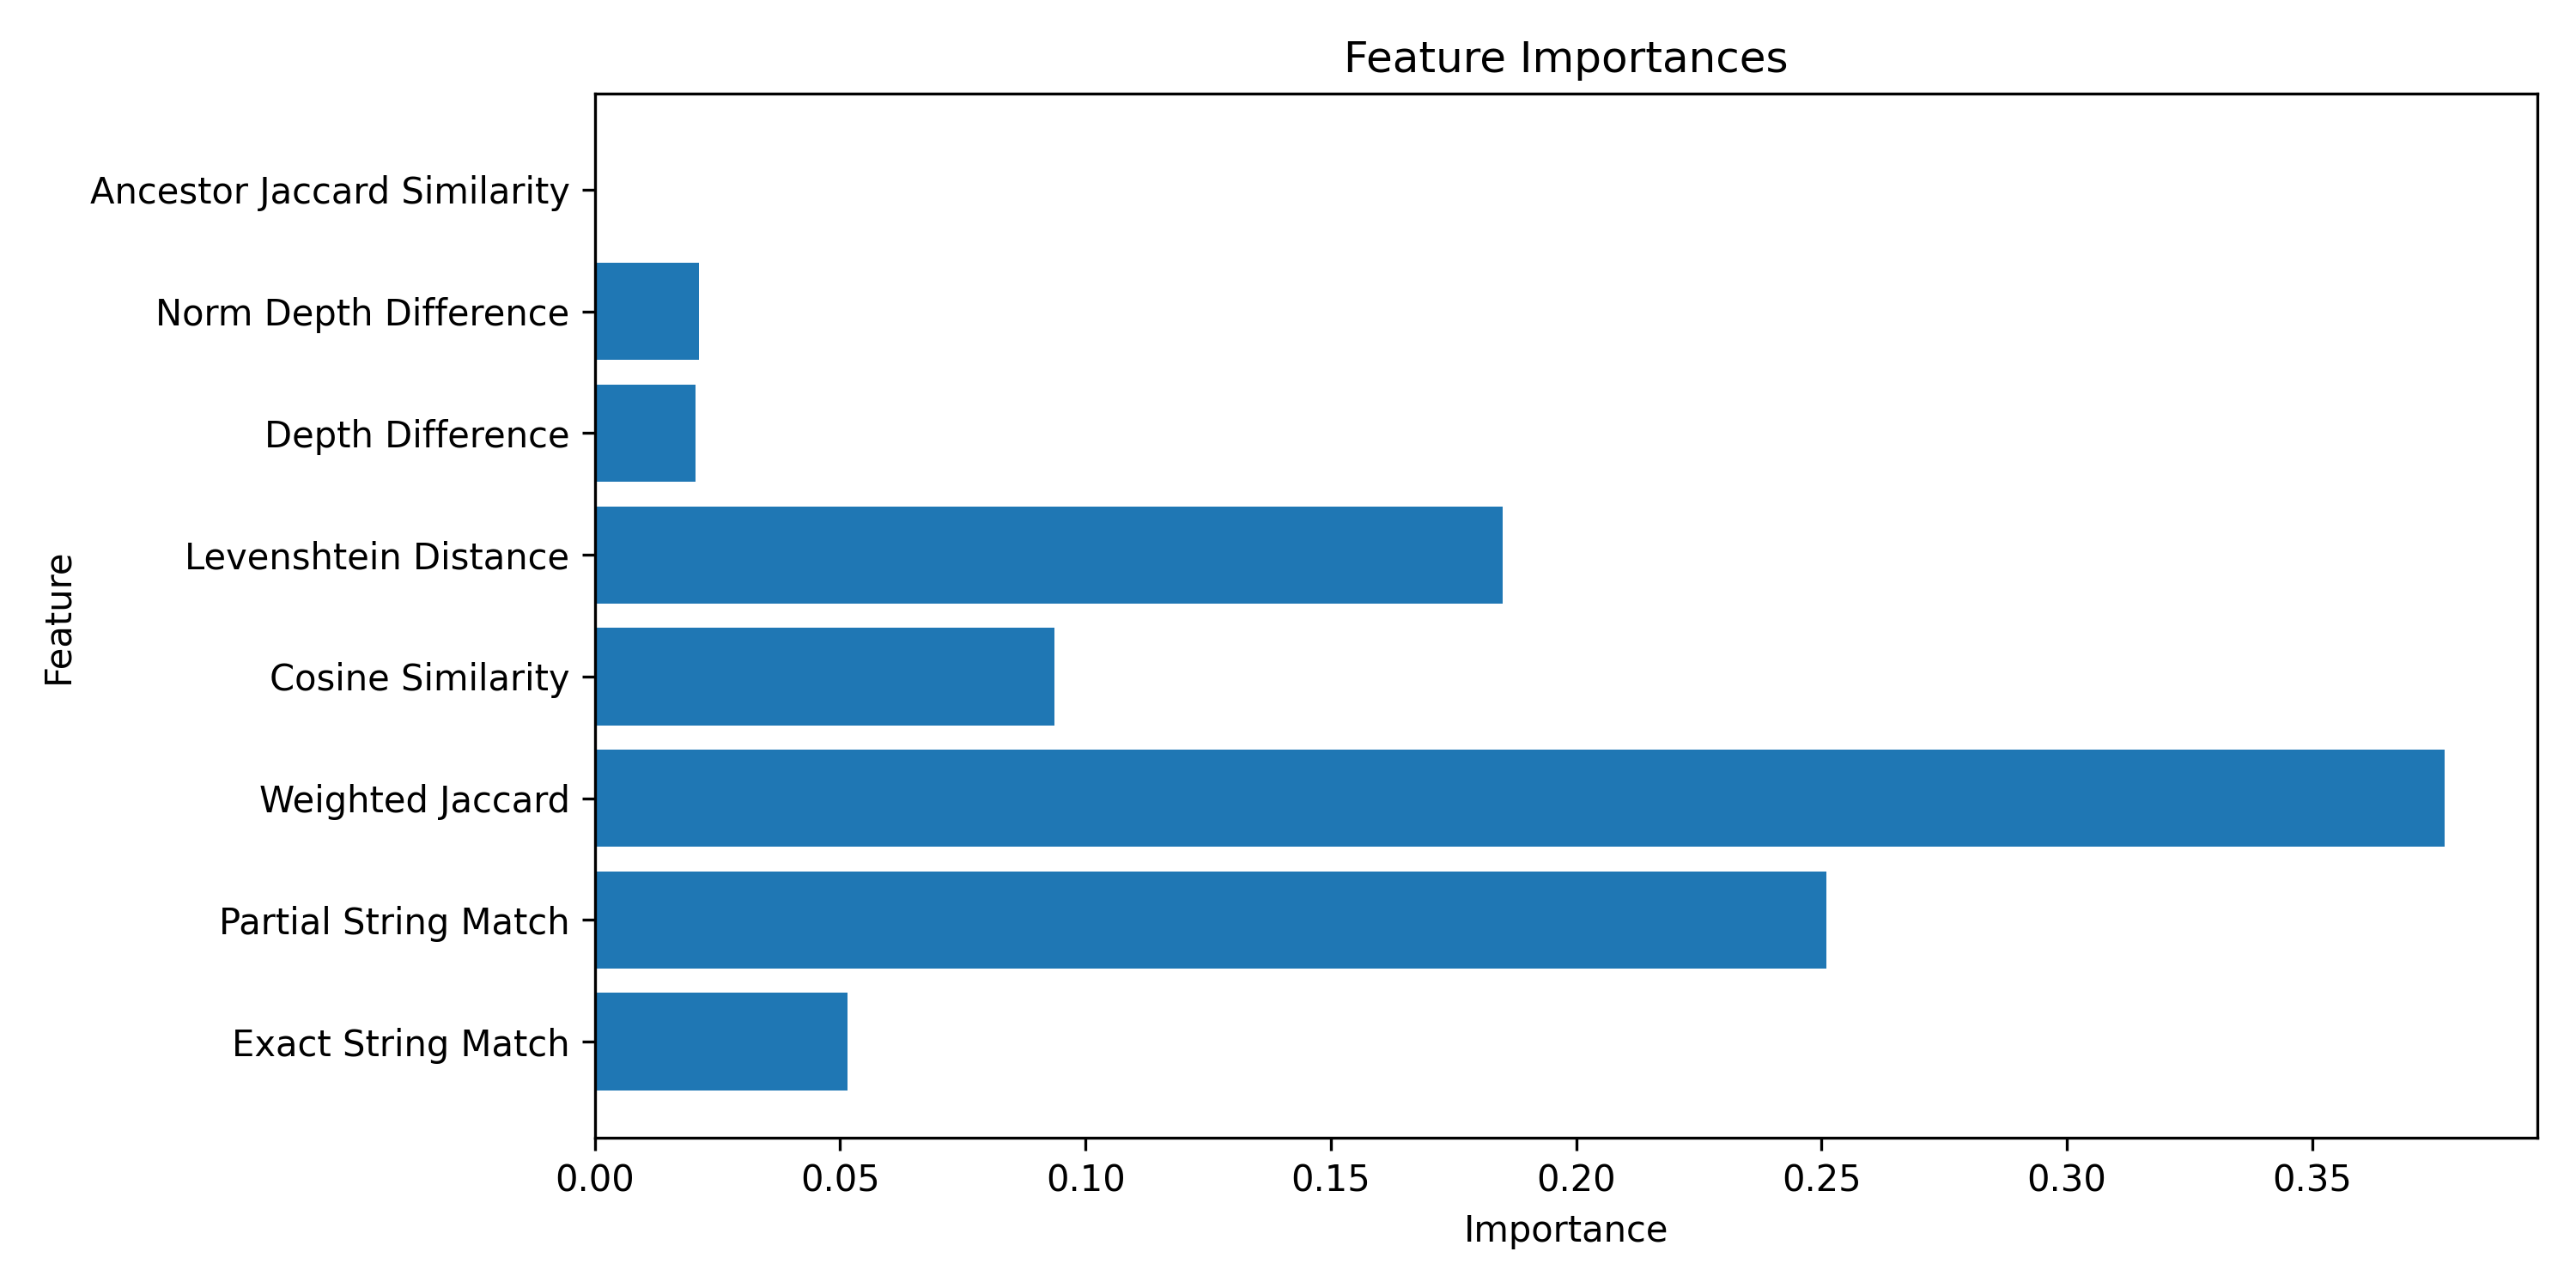 Feature Importances
Feature
Ancestor Jaccard Similarity
Norm Depth Difference
Depth Difference
Levenshtein Distance
Cosine Similarity
Weighted Jaccard
Partial String Match
Exact String Match
0.00 0.05 0.10 0.15 0.20 0.25 0.30 0.35
Importance